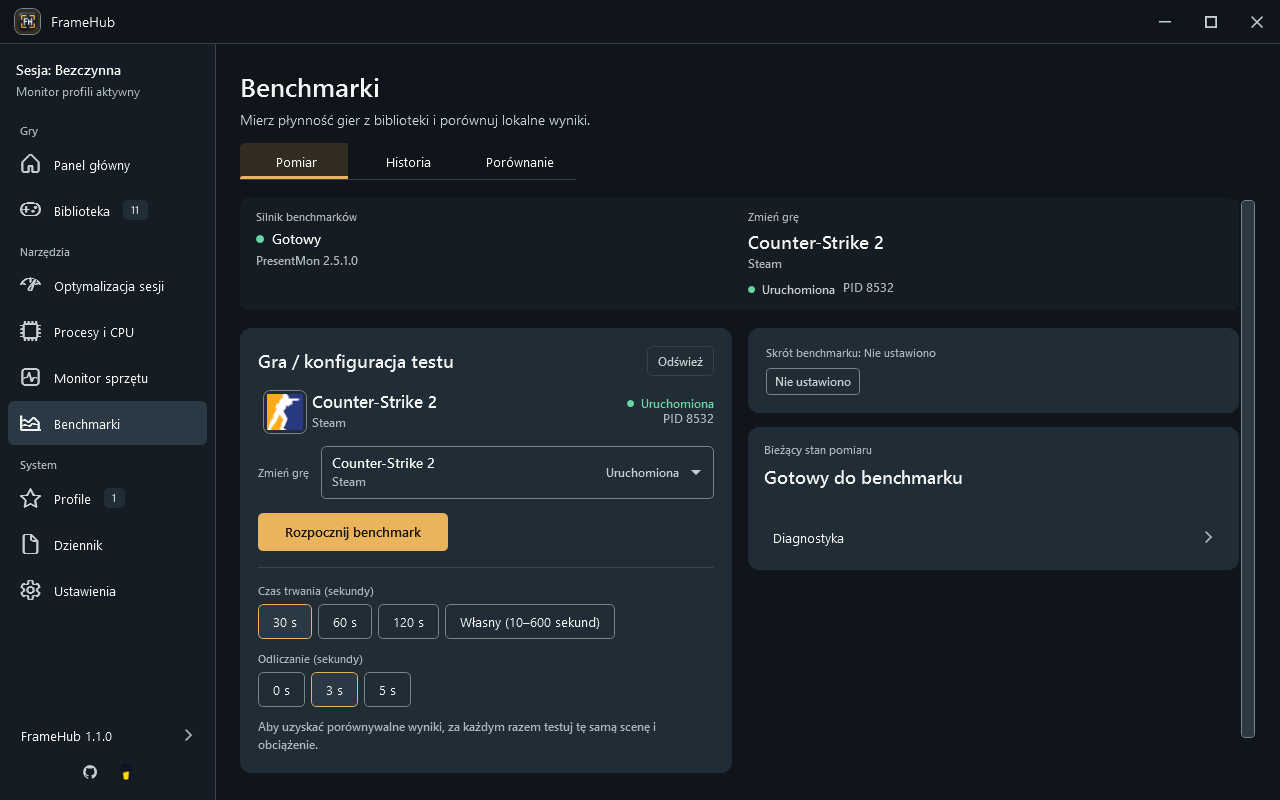 FH
FrameHub
Sesja: Bezczynna
Monitor profili aktywny
Gry
Panel główny
Biblioteka 11
Narzędzia
Optymalizacja sesji
Procesy i CPU
Monitor sprzętu
Benchmarki
System
Profile 1
Dziennik
Ustawienia
FrameHub 1.1.0
Benchmarki
Mierz płynność gier z biblioteki i porównuj lokalne wyniki.
Pomiar Historia Porównanie
Silnik benchmarków
Gotowy
PresentMon 2.5.1.0
Zmień grę
Counter-Strike 2
Steam
Uruchomiona PID 8532
Gra / konfiguracja testu
Odśwież
Counter-Strike 2
Steam
Uruchomiona
PID 8532
Zmień grę
Counter-Strike 2
Steam
Uruchomiona
Rozpocznij benchmark
Czas trwania (sekundy)
30 s 60 s 120 s Własny (10–600 sekund)
Odliczanie (sekundy)
0 s 3 s 5 s
Aby uzyskać porównywalne wyniki, za każdym razem testuj tę samą scenę i
obciążenie.
Skrót benchmarku: Nie ustawiono
Nie ustawiono
Bieżący stan pomiaru
Gotowy do benchmarku
Diagnostyka